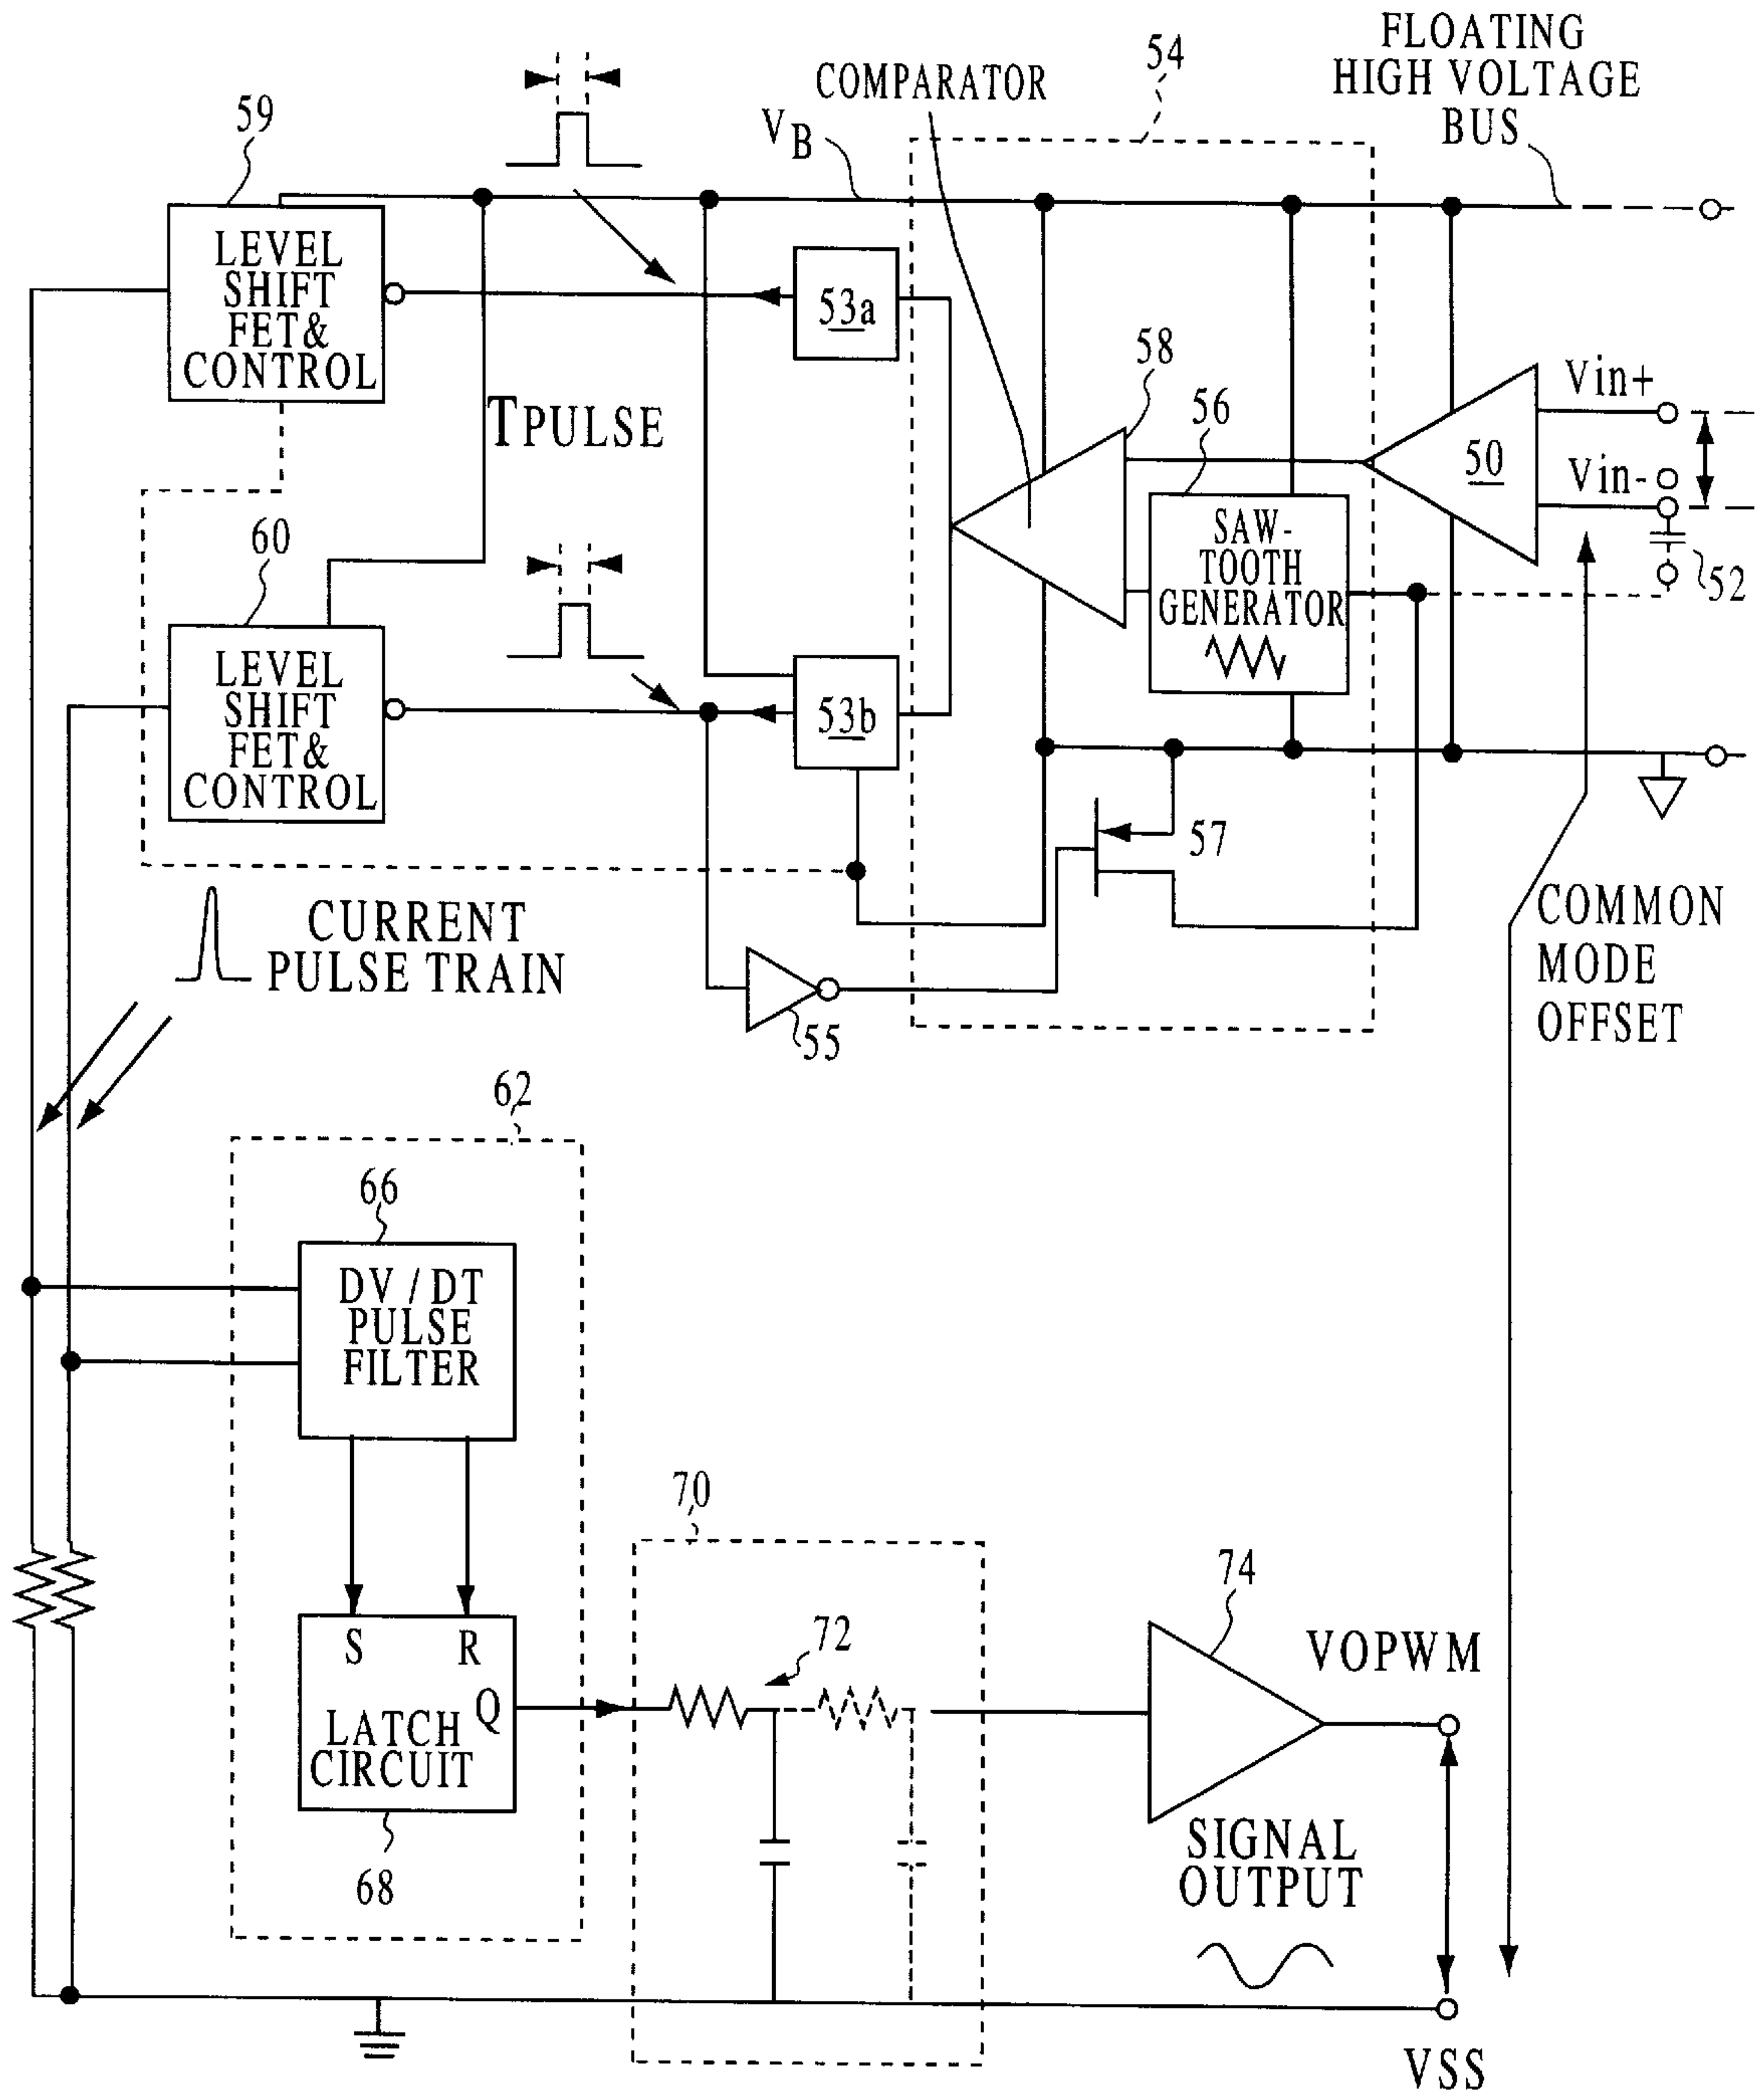 FLOATING
HIGH VOLTAGE
BUS
54
COMPARATOR
VB
59
LEVEL
SHIFT
FET&
CONTROL
53a
TPULSE
58
56
50
Vin+
Vin-
52
SAW-
TOOTH
GENERATOR
60
LEVEL
SHIFT
FET&
CONTROL
53b
57
COMMON
MODE
OFFSET
CURRENT
PULSE TRAIN
55
62
66
DV / DT
PULSE
FILTER
70
74
72
S R
Q
LATCH
CIRCUIT
68
VOPWM
SIGNAL
OUTPUT
VSS